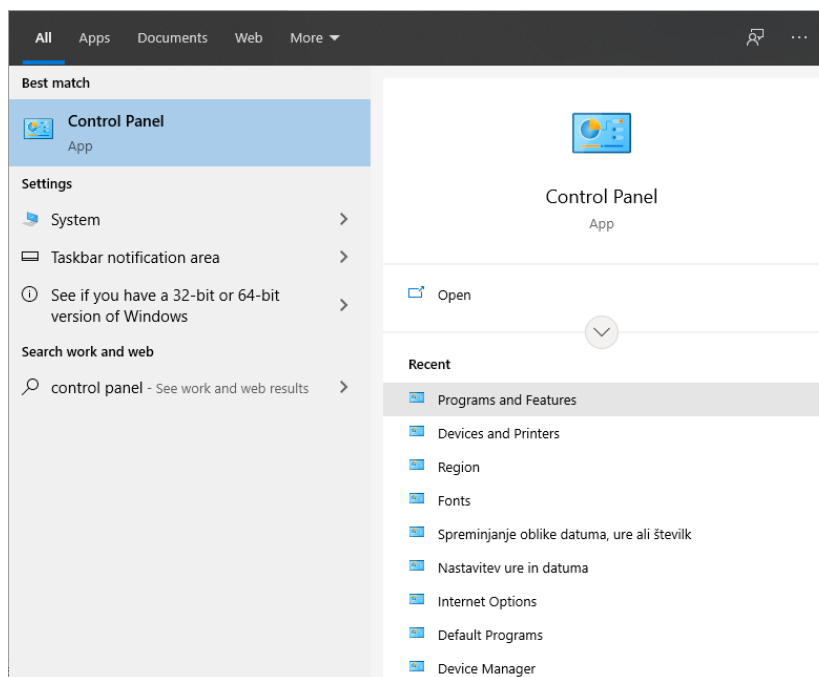 All Apps Documents Web More
Best match
Control Panel
App
Settings
System
Taskbar notification area
See if you have a 32-bit or 64-bit
version of Windows
Search work and web
control panel - See work and web results
Control Panel
App
Open
Recent
Programs and Features
Devices and Printers
Region
Fonts
Spreminjanje oblike datuma, ure ali številk
Nastavitev ure in datuma
Internet Options
Default Programs
Device Manager